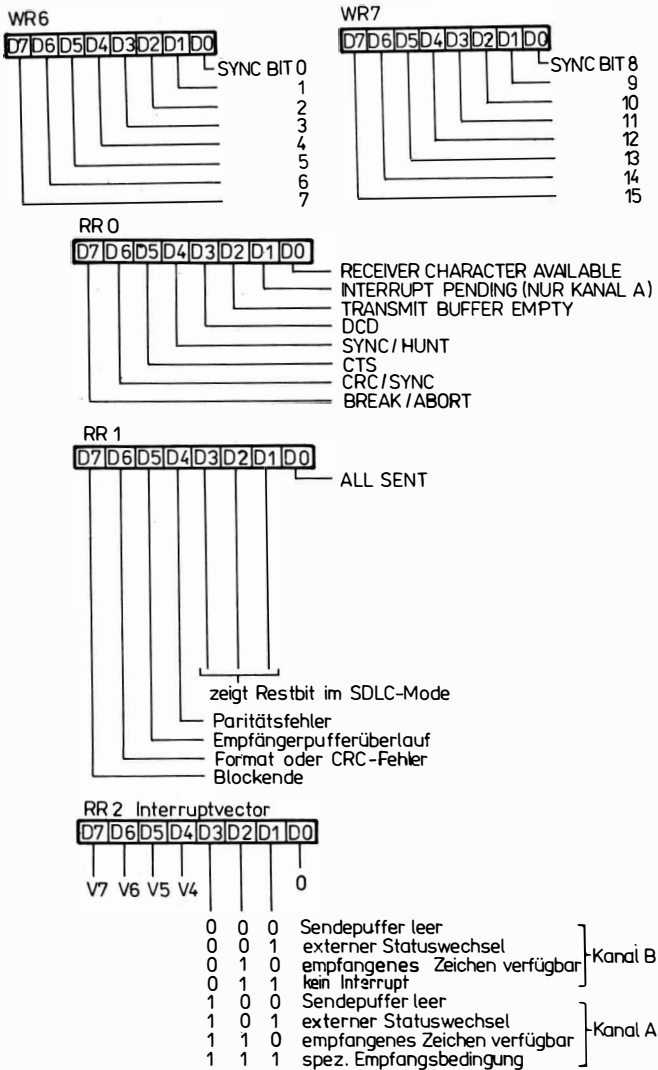 WR6
D7 D6 D5 D4 D3 D2 D1 D0
SYNC BIT 0
1
2
3
4
5
6
7
WR7
D7 D6 D5 D4 D3 D2 D1 D0
SYNC BIT 8
9
10
11
12
13
14
15
RR 0
D7 D6 D5 D4 D3 D2 D1 D0
RECEIVER CHARACTER AVAILABLE
INTERRUPT PENDING (NUR KANAL A)
TRANSMIT BUFFER EMPTY
DCD
SYNC / HUNT
CTS
CRC / SYNC
BREAK / ABORT
RR 1
D7 D6 D5 D4 D3 D2 D1 D0
ALL SENT
zeigt Restbit im SDLC-Mode
Paritätsfehler
Empfängerpufferüberlauf
Format oder CRC-Fehler
Blockende
RR 2 Interruptvector
D7 D6 D5 D4 D3 D2 D1 D0
V7 V6 V5 V4 0
0 0 0 Sendepuffer leer
0 0 1 externer Statuswechsel
0 1 0 empfangenes Zeichen verfügbar
0 1 1 kein Interrupt
Kanal B
1 0 0 Sendepuffer leer
1 0 1 externer Statuswechsel
1 1 0 empfangenes Zeichen verfügbar
1 1 1 spez. Empfangsbedingung
Kanal A